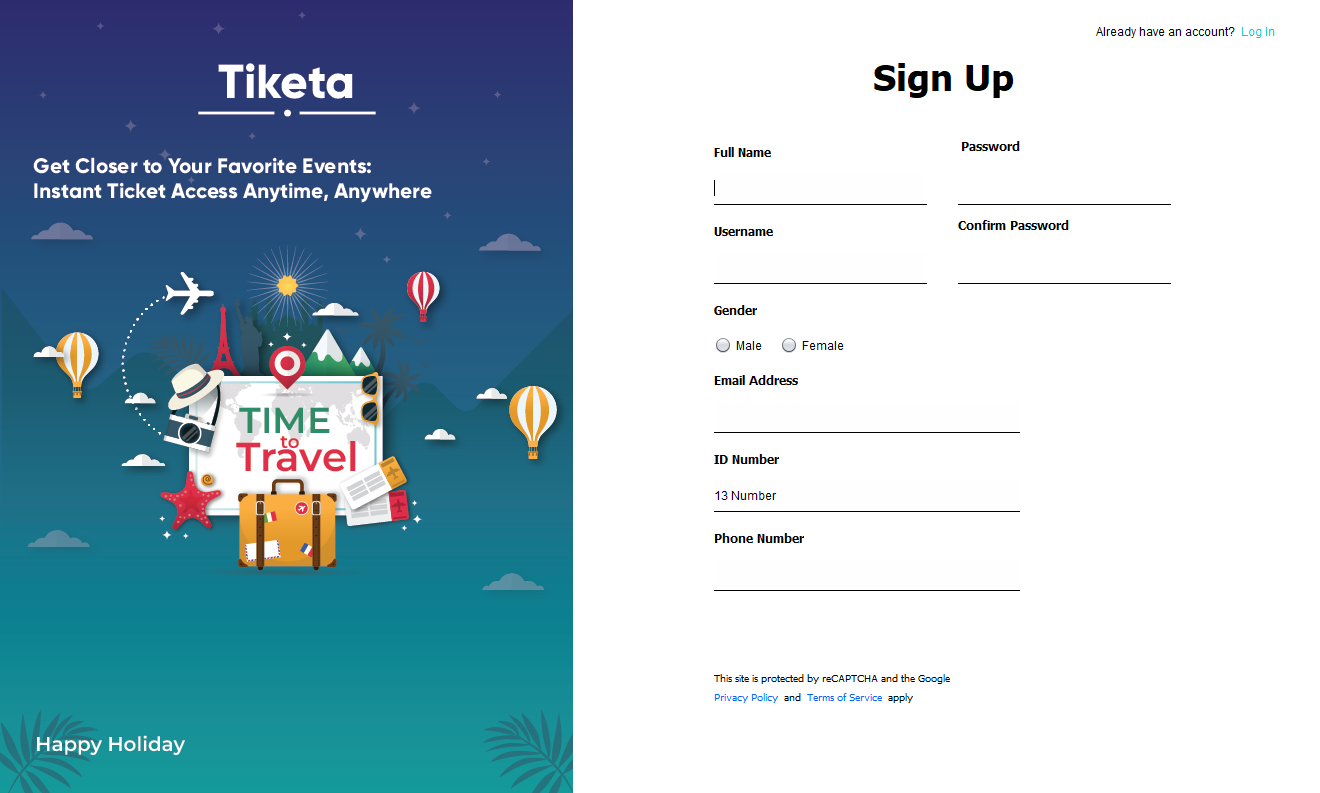 Tiketa
Get Closer to Your Favorite Events:
Instant Ticket Access Anytime, Anywhere
TIME
to
Travel
Happy Holiday
Already have an account? Log In
Sign Up
Full Name
Password
Username
Confirm Password
Gender
Male Female
Email Address
ID Number
13 Number
Phone Number
This site is protected by reCAPTCHA and the Google
Privacy Policy and Terms of Service apply